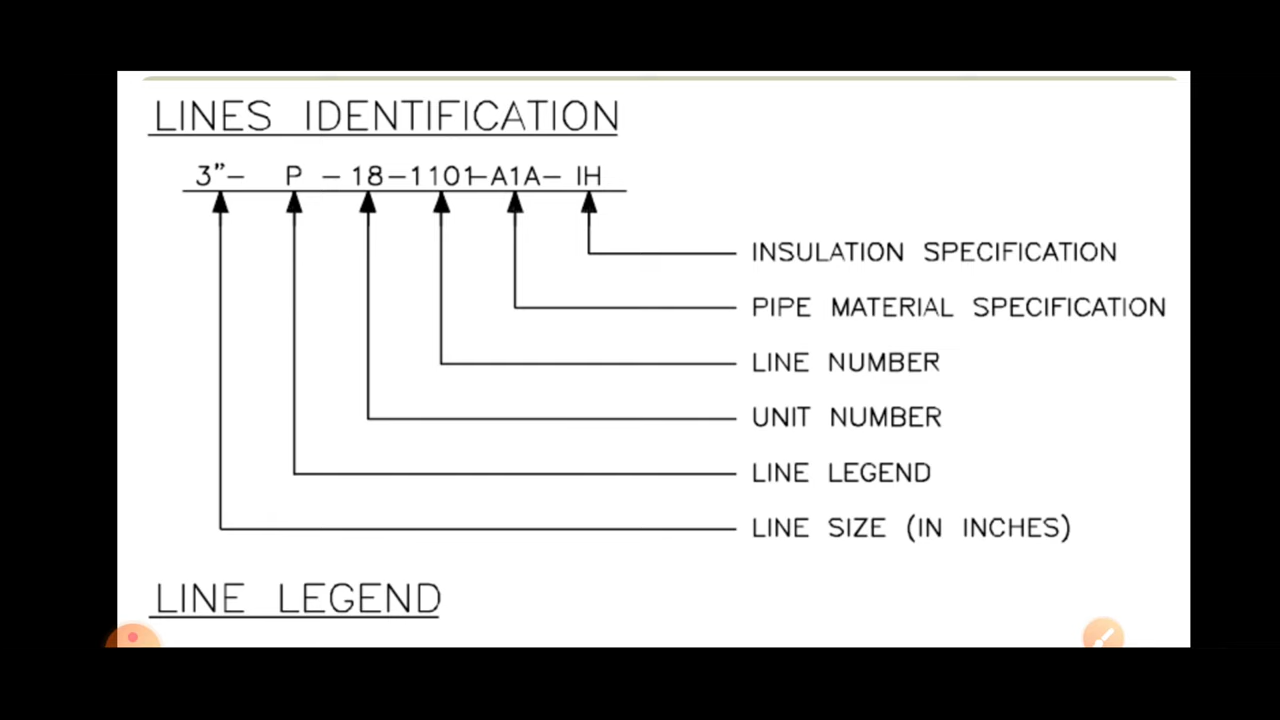 LINES IDENTIFICATION
3"- P - 18-1101-A1A- IH
INSULATION SPECIFICATION
PIPE MATERIAL SPECIFICATION
LINE NUMBER
UNIT NUMBER
LINE LEGEND
LINE SIZE (IN INCHES)
LINE LEGEND